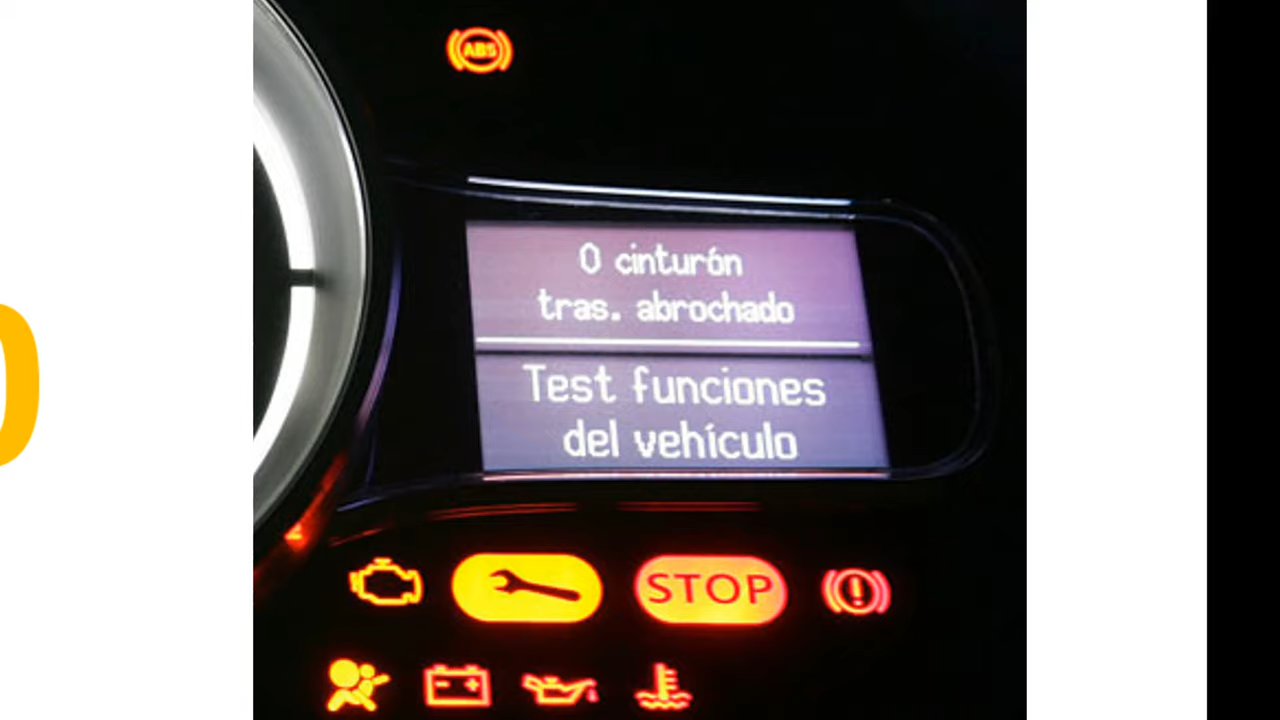 ABS
0 cinturón
tras. abrochado
Test funciones
del vehículo
STOP